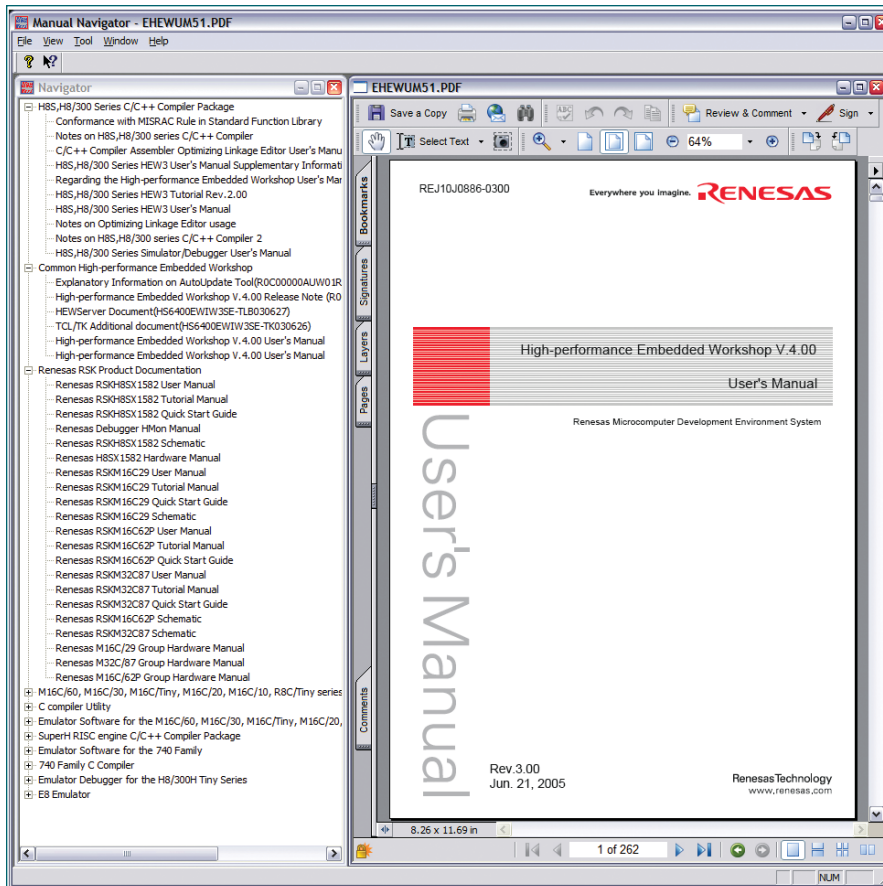 Manual Navigator - EHEWUM51.PDF
File View Tool Window Help
Navigator
H8S,H8/300 Series C/C++ Compiler Package
Conformance with MISRAC Rule in Standard Function Library
Notes on H8S,H8/300 series C/C++ Compiler
C/C++ Compiler Assembler Optimizing Linkage Editor User's Manu
H8S,H8/300 Series HEW3 User's Manual Supplementary Informati
Regarding the High-performance Embedded Workshop User's Mar
H8S,H8/300 Series HEW3 Tutorial Rev.2.00
H8S,H8/300 Series HEW3 User's Manual
Notes on Optimizing Linkage Editor usage
Notes on H8S,H8/300 series C/C++ Compiler 2
H8S,H8/300 Series Simulator/Debugger User's Manual
Common High-performance Embedded Workshop
Explanatory Information on AutoUpdate Tool(R0C00000AUW01R
High-performance Embedded Workshop V.4.00 Release Note (R0
HEWServer Document(HS6400EWIW3SE-TLB030627)
TCL/TK Additional document(HS6400EWIW3SE-TK030626)
High-performance Embedded Workshop V.4.00 User's Manual
High-performance Embedded Workshop V.4.00 User's Manual
Renesas RSK Product Documentation
Renesas RSKH8SX1582 User Manual
Renesas RSKH8SX1582 Tutorial Manual
Renesas RSKH8SX1582 Quick Start Guide
Renesas Debugger HMon Manual
Renesas RSKH8SX1582 Schematic
Renesas H8SX1582 Hardware Manual
Renesas RSKM16C29 User Manual
Renesas RSKM16C29 Tutorial Manual
Renesas RSKM16C29 Quick Start Guide
Renesas RSKM16C29 Schematic
Renesas RSKM16C62P User Manual
Renesas RSKM16C62P Tutorial Manual
Renesas RSKM16C62P Quick Start Guide
Renesas RSKM32C87 User Manual
Renesas RSKM32C87 Tutorial Manual
Renesas RSKM32C87 Quick Start Guide
Renesas RSKM16C62P Schematic
Renesas RSKM32C87 Schematic
Renesas M16C/29 Group Hardware Manual
Renesas M32C/87 Group Hardware Manual
Renesas M16C/62P Group Hardware Manual
M16C/60, M16C/30, M16C/Tiny, M16C/20, M16C/10, R8C/Tiny series
C compiler Utility
Emulator Software for the M16C/60, M16C/30, M16C/Tiny, M16C/20,
SuperH RISC engine C/C++ Compiler Package
Emulator Software for the 740 Family
740 Family C Compiler
Emulator Debugger for the H8/300H Tiny Series
E8 Emulator
EHEWUM51.PDF
Save a Copy Review & Comment Sign
Select Text 64%
Bookmarks
Signatures
Layers
Pages
Comments
REJ10J0886-0300
Everywhere you imagine. RENESAS
High-performance Embedded Workshop V.4.00
User's Manual
Renesas Microcomputer Development Environment System
User's Manual
Rev.3.00
Jun. 21, 2005
RenesasTechnology
www.renesas.com
8.26 x 11.69 in
1 of 262
NUM